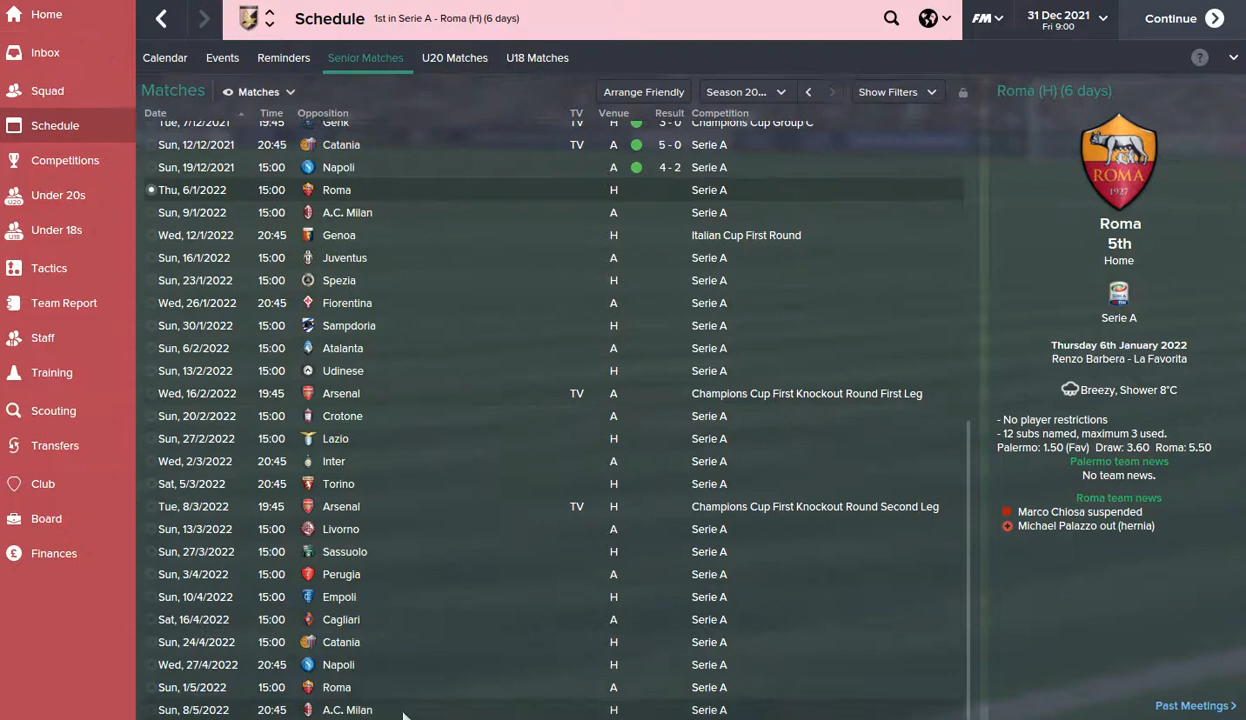 Home
Inbox
Squad
Schedule
Competitions
Under 20s
Under 18s
Tactics
Team Report
Staff
Training
Scouting
Transfers
Club
Board
Finances
Schedule 1st in Serie A - Roma (H) (6 days)
FM
31 Dec 2021
Fri 9:00
Continue
Calendar Events Reminders Senior Matches U20 Matches U18 Matches ?
Matches Matches Arrange Friendly Season 20... Show Filters
Date Time Opposition TV Venue Result Competition
Tue, 7/12/2021 19:45 Genk TV H 3-0 Champions Cup Group C
Sun, 12/12/2021 20:45 Catania TV A 5 - 0 Serie A
Sun, 19/12/2021 15:00 Napoli A 4 - 2 Serie A
Thu, 6/1/2022 15:00 Roma H Serie A
Sun, 9/1/2022 15:00 A.C. Milan A Serie A
Wed, 12/1/2022 20:45 Genoa H Italian Cup First Round
Sun, 16/1/2022 15:00 Juventus A Serie A
Sun, 23/1/2022 15:00 Spezia H Serie A
Wed, 26/1/2022 20:45 Fiorentina A Serie A
Sun, 30/1/2022 15:00 Sampdoria H Serie A
Sun, 6/2/2022 15:00 Atalanta A Serie A
Sun, 13/2/2022 15:00 Udinese H Serie A
Wed, 16/2/2022 19:45 Arsenal TV A Champions Cup First Knockout Round First Leg
Sun, 20/2/2022 15:00 Crotone A Serie A
Sun, 27/2/2022 15:00 Lazio H Serie A
Wed, 2/3/2022 20:45 Inter A Serie A
Sat, 5/3/2022 20:45 Torino H Serie A
Tue, 8/3/2022 19:45 Arsenal TV H Champions Cup First Knockout Round Second Leg
Sun, 13/3/2022 15:00 Livorno A Serie A
Sun, 27/3/2022 15:00 Sassuolo H Serie A
Sun, 3/4/2022 15:00 Perugia A Serie A
Sun, 10/4/2022 15:00 Empoli H Serie A
Sat, 16/4/2022 15:00 Cagliari A Serie A
Sun, 24/4/2022 15:00 Catania H Serie A
Wed, 27/4/2022 20:45 Napoli H Serie A
Sun, 1/5/2022 15:00 Roma A Serie A
Sun, 8/5/2022 20:45 A.C. Milan H Serie A
Roma (H) (6 days)
ROMA
1927
Roma
5th
Home
Serie A
Thursday 6th January 2022
Renzo Barbera - La Favorita
Breezy, Shower 8°C
- No player restrictions
- 12 subs named, maximum 3 used.
Palermo: 1.50 (Fav) Draw: 3.60 Roma: 5.50
Palermo team news
No team news.
Roma team news
Marco Chiosa suspended
Michael Palazzo out (hernia)
Past Meetings >